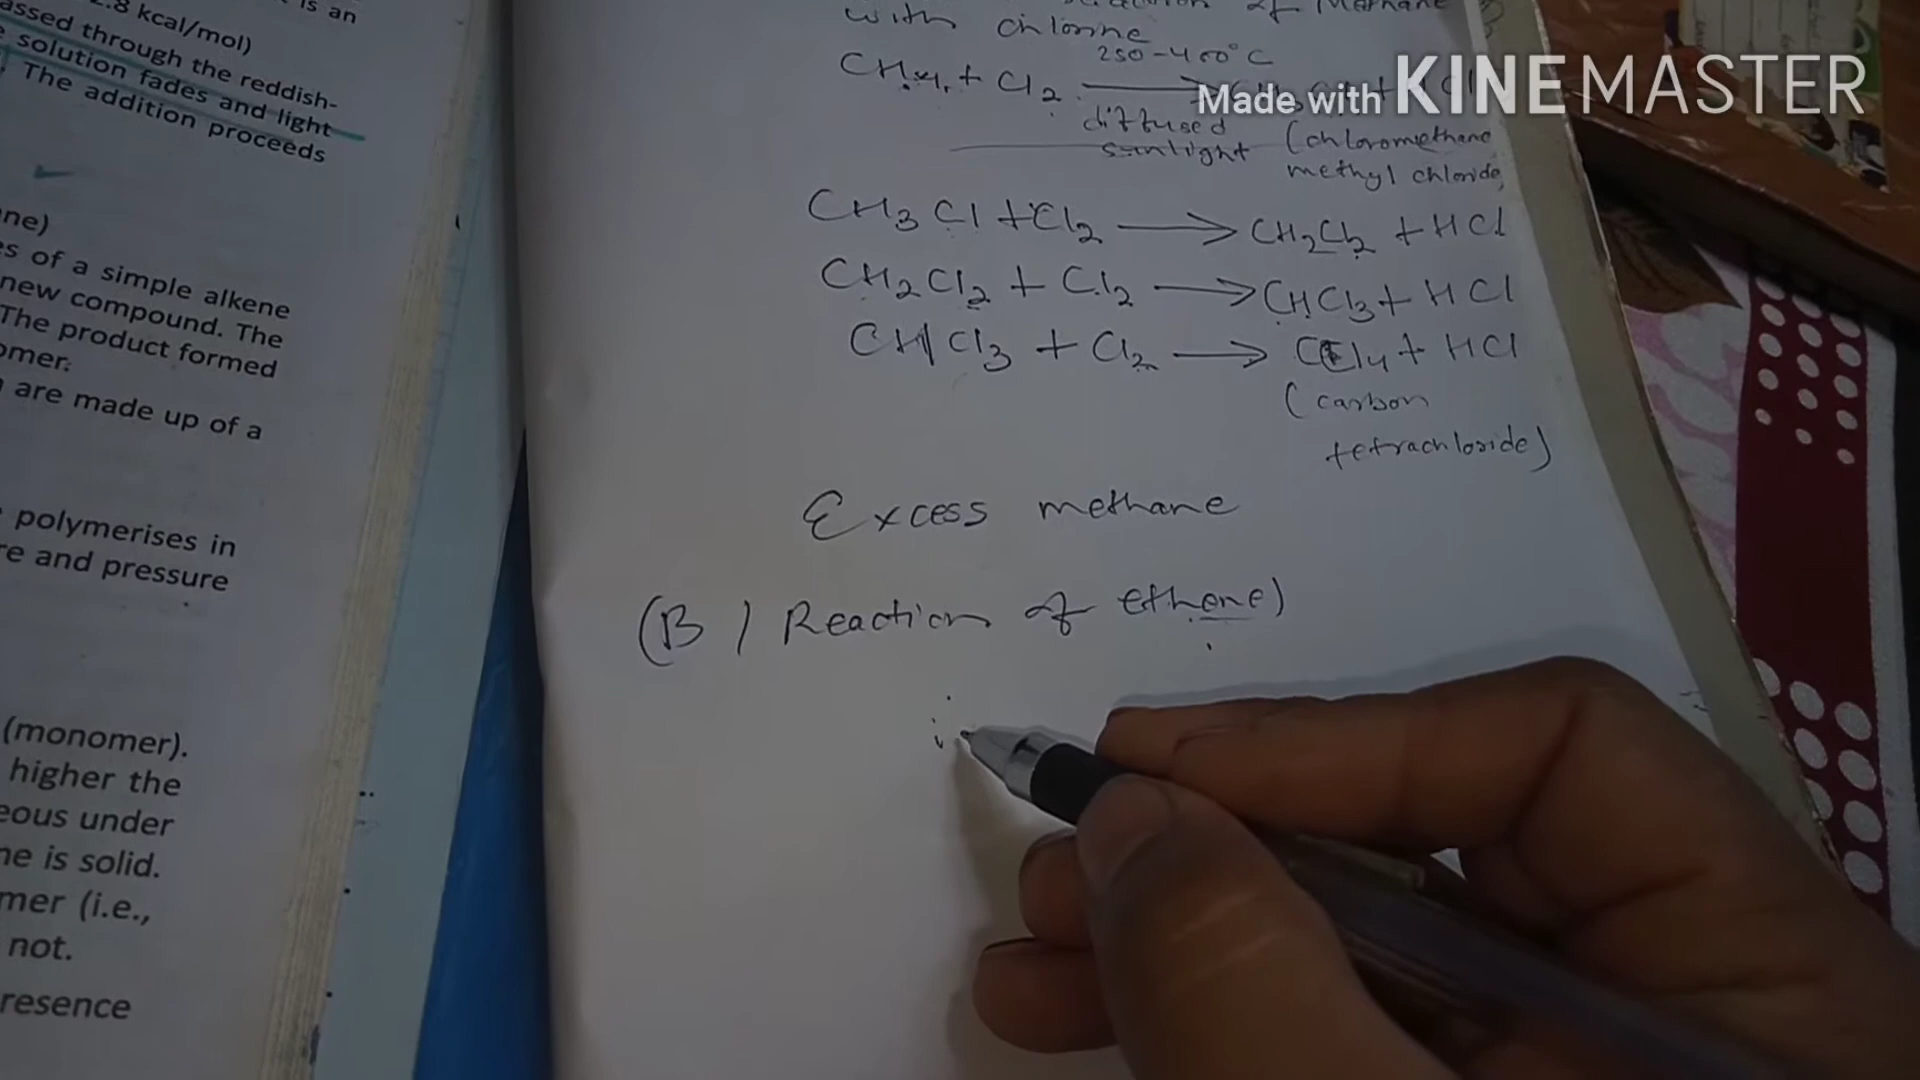 is an
2.8 kcal/mol)
assed through the reddish-
e solution fades and light
The addition proceeds
ne)
es of a simple alkene
new compound. The
The product formed
omer.
are made up of a
polymerises in
re and pressure
(monomer).
higher the
eous under
ne is solid.
mer (i.e.,
not.
resence
of Methane
with chlorine
250-400°C
CH4 + Cl2 ⟶
diffused
sunlight
(chloromethane
methyl chloride,
CH3Cl + Cl2 ⟶ CH2Cl2 + HCl
CH2Cl2 + Cl2 ⟶ CHCl3 + HCl
CHCl3 + Cl2 ⟶ CCl4 + HCl
(carbon
tetrachloride)
Excess methane
(B) Reaction of ethene)
i
Made with KINEMASTER